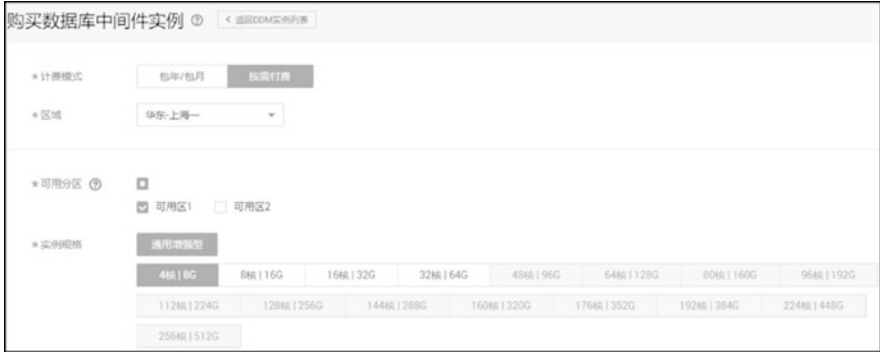 购买数据库中间件实例 ? < 返回DDM实例列表
* 计费模式 包年/包月 按需付费
* 区域 华东-上海一
* 可用分区 ?
可用区1 可用区2
* 实例规格 通用增强型
4核 | 8G 8核 | 16G 16核 | 32G 32核 | 64G 48核 | 96G 64核 | 128G 80核 | 160G 96核 | 192G
112核 | 224G 128核 | 256G 144核 | 288G 160核 | 320G 176核 | 352G 192核 | 384G 224核 | 448G
256核 | 512G